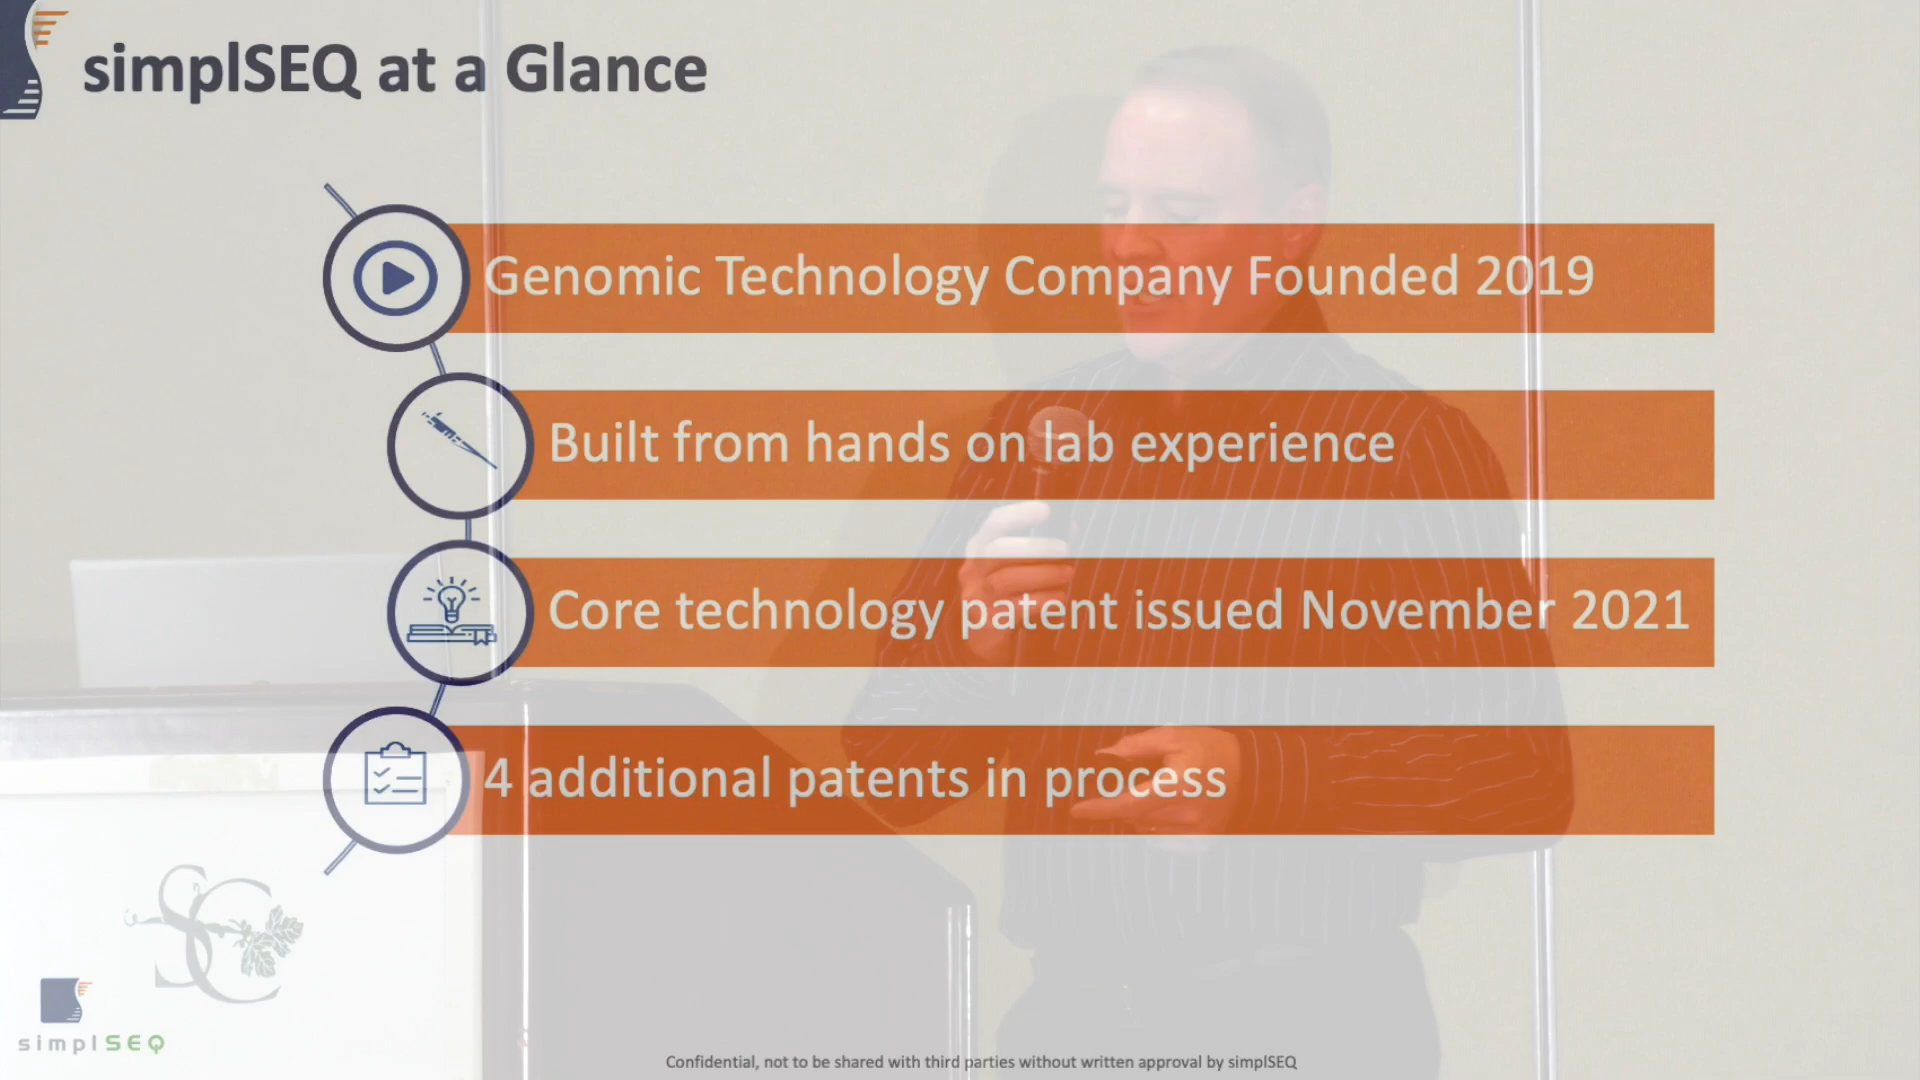 simplSEQ at a Glance
Genomic Technology Company Founded 2019
Built from hands on lab experience
Core technology patent issued November 2021
4 additional patents in process
SC
simplSEQ
Confidential, not to be shared with third parties without written approval by simplSEQ